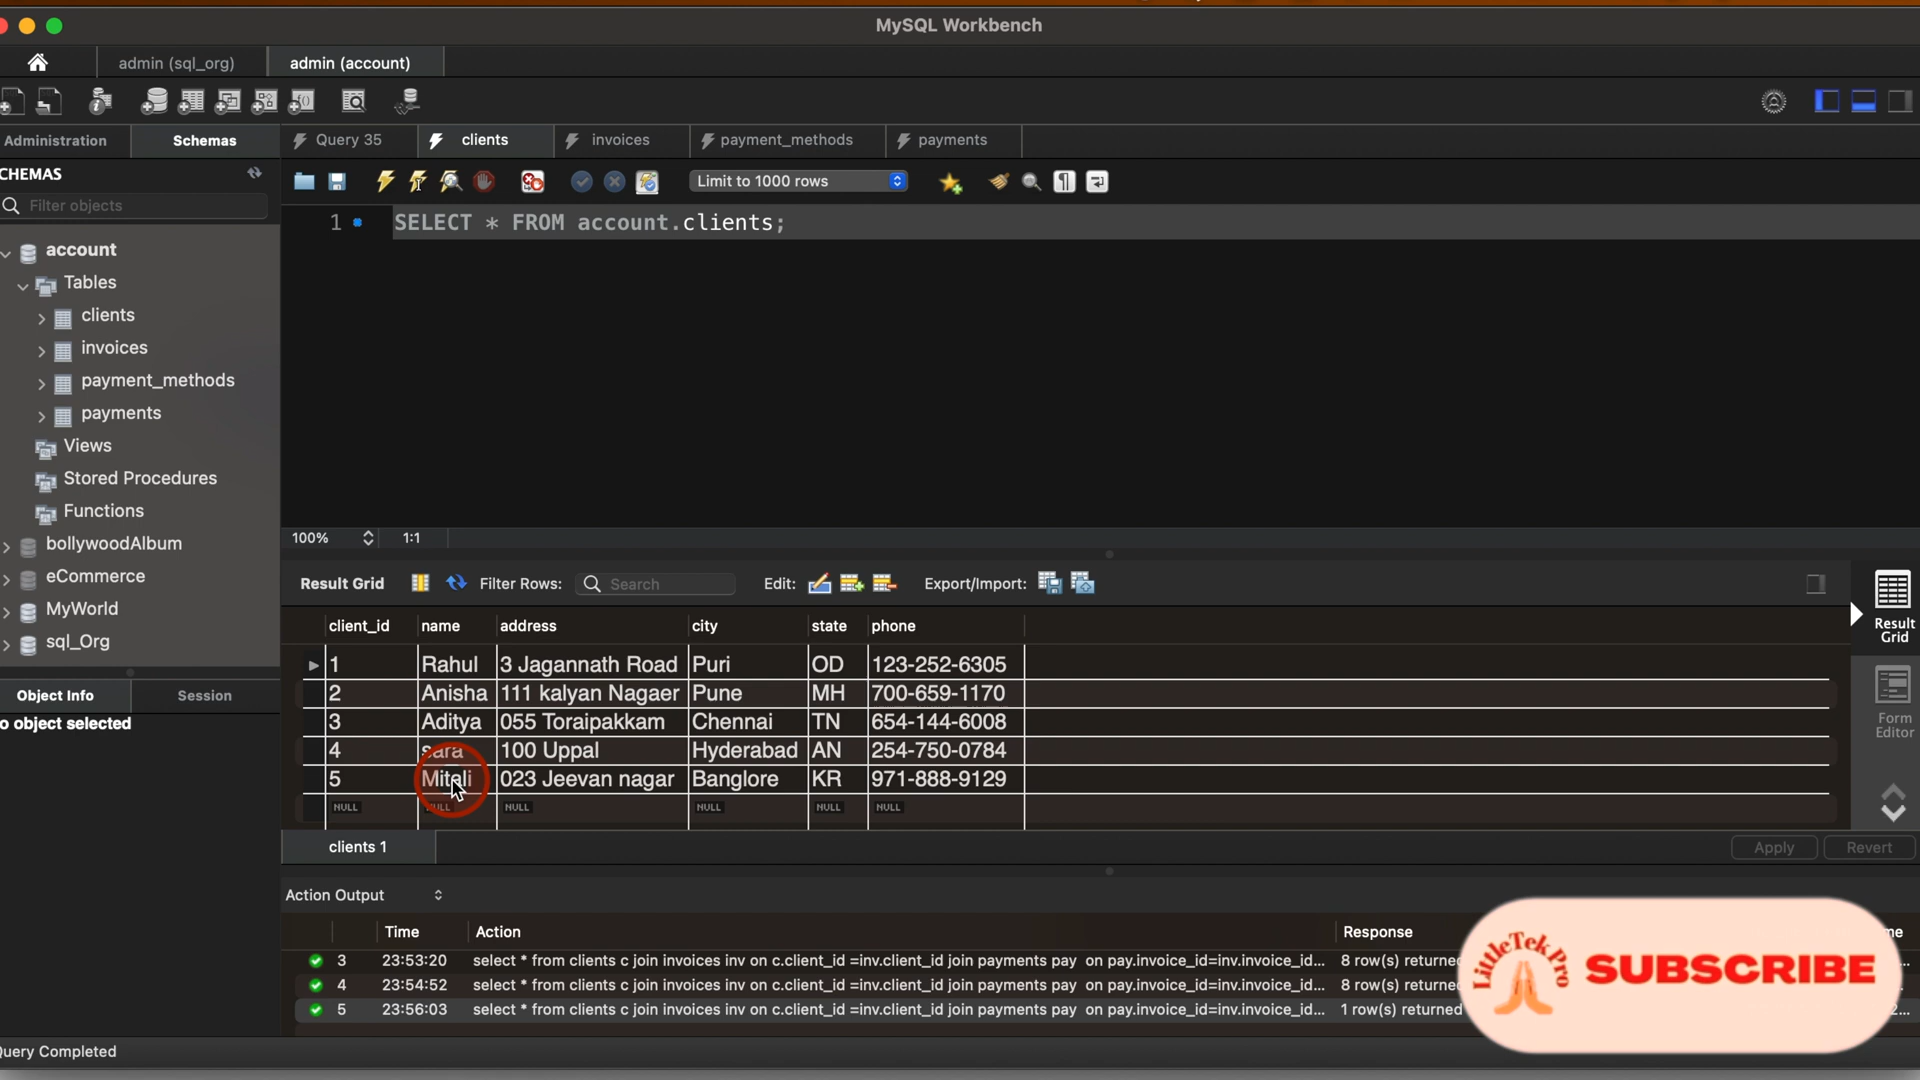 MySQL Workbench
admin (sql_org)
admin (account)
Administration
Schemas
Query 35
clients
invoices
payment_methods
payments
CHEMAS
Filter objects
Limit to 1000 rows
1
SELECT * FROM account.clients;
account
Tables
clients
invoices
payment_methods
payments
Views
Stored Procedures
Functions
bollywoodAlbum
eCommerce
MyWorld
sql_Org
100%
1:1
Result Grid
Filter Rows:
Search
Edit:
Export/Import:
Result Grid
Form Editor
client_id name address city state phone
1 Rahul 3 Jagannath Road Puri OD 123-252-6305
2 Anisha 111 kalyan Nagaer Pune MH 700-659-1170
3 Aditya 055 Toraipakkam Chennai TN 654-144-6008
4 sara 100 Uppal Hyderabad AN 254-750-0784
5 Mitali 023 Jeevan nagar Banglore KR 971-888-9129
NULL NULL NULL NULL NULL NULL
Object Info
Session
o object selected
clients 1
Apply
Revert
Action Output
Time Action Response me
3 23:53:20 select * from clients c join invoices inv on c.client_id =inv.client_id join payments pay on pay.invoice_id=inv.invoice_id... 8 row(s) returned
4 23:54:52 select * from clients c join invoices inv on c.client_id =inv.client_id join payments pay on pay.invoice_id=inv.invoice_id... 8 row(s) returned
5 23:56:03 select * from clients c join invoices inv on c.client_id =inv.client_id join payments pay on pay.invoice_id=inv.invoice_id... 1 row(s) returned 2...
LittleTek Pro
SUBSCRIBE
Query Completed